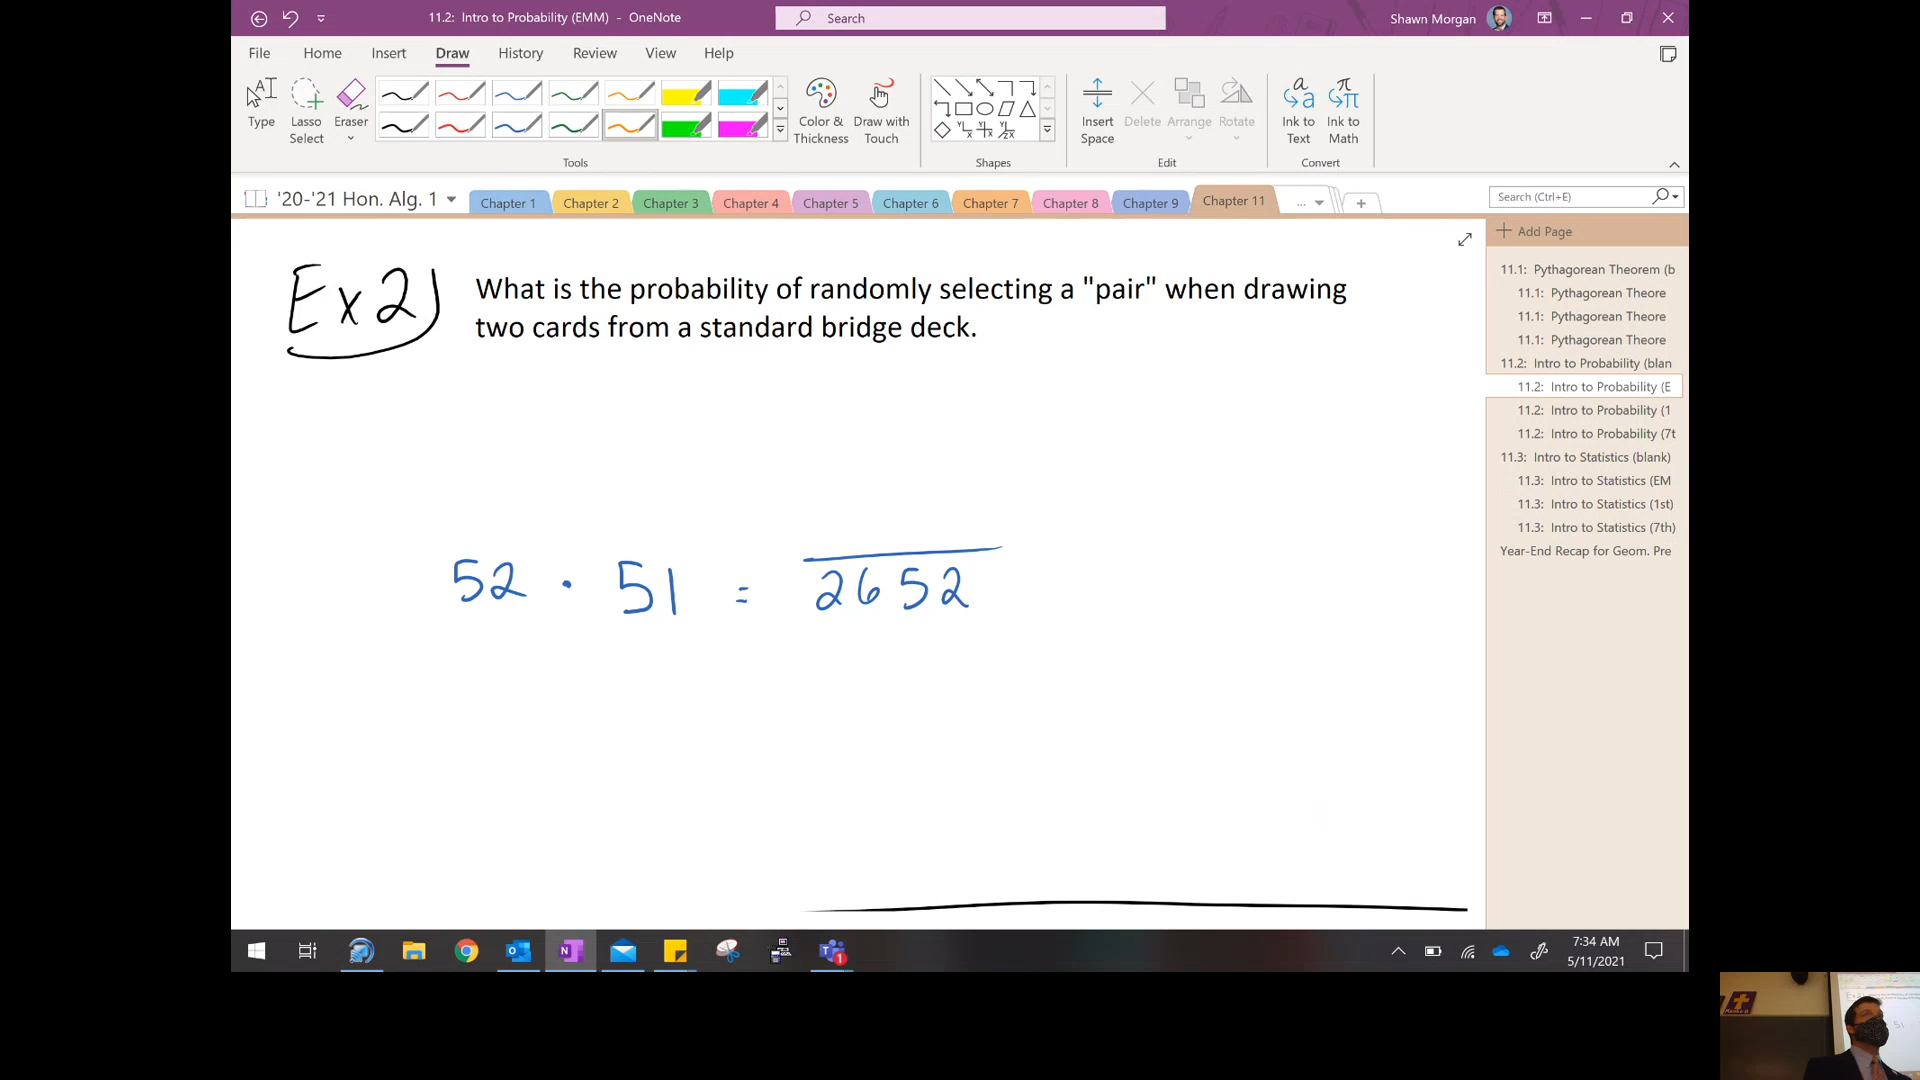 11.2: Intro to Probability (EMM) - OneNote
Search
Shawn Morgan
File Home Insert Draw History Review View Help
Type
Lasso Select
Eraser
Color & Thickness
Draw with Touch
Insert Space
Delete
Arrange
Rotate
Ink to Text
Ink to Math
Tools
Shapes
Edit
Convert
'20-'21 Hon. Alg. 1
Chapter 1 Chapter 2 Chapter 3 Chapter 4 Chapter 5 Chapter 6 Chapter 7 Chapter 8 Chapter 9 Chapter 11 ...
Search (Ctrl+E)
Add Page
11.1: Pythagorean Theorem (b
11.1: Pythagorean Theore
11.1: Pythagorean Theore
11.1: Pythagorean Theore
11.2: Intro to Probability (blan
11.2: Intro to Probability (E
11.2: Intro to Probability (1
11.2: Intro to Probability (7t
11.3: Intro to Statistics (blank)
11.3: Intro to Statistics (EM
11.3: Intro to Statistics (1st)
11.3: Intro to Statistics (7th)
Year-End Recap for Geom. Pre
Ex 2)
What is the probability of randomly selecting a "pair" when drawing
two cards from a standard bridge deck.
52 · 51 = 2652
7:34 AM
5/11/2021